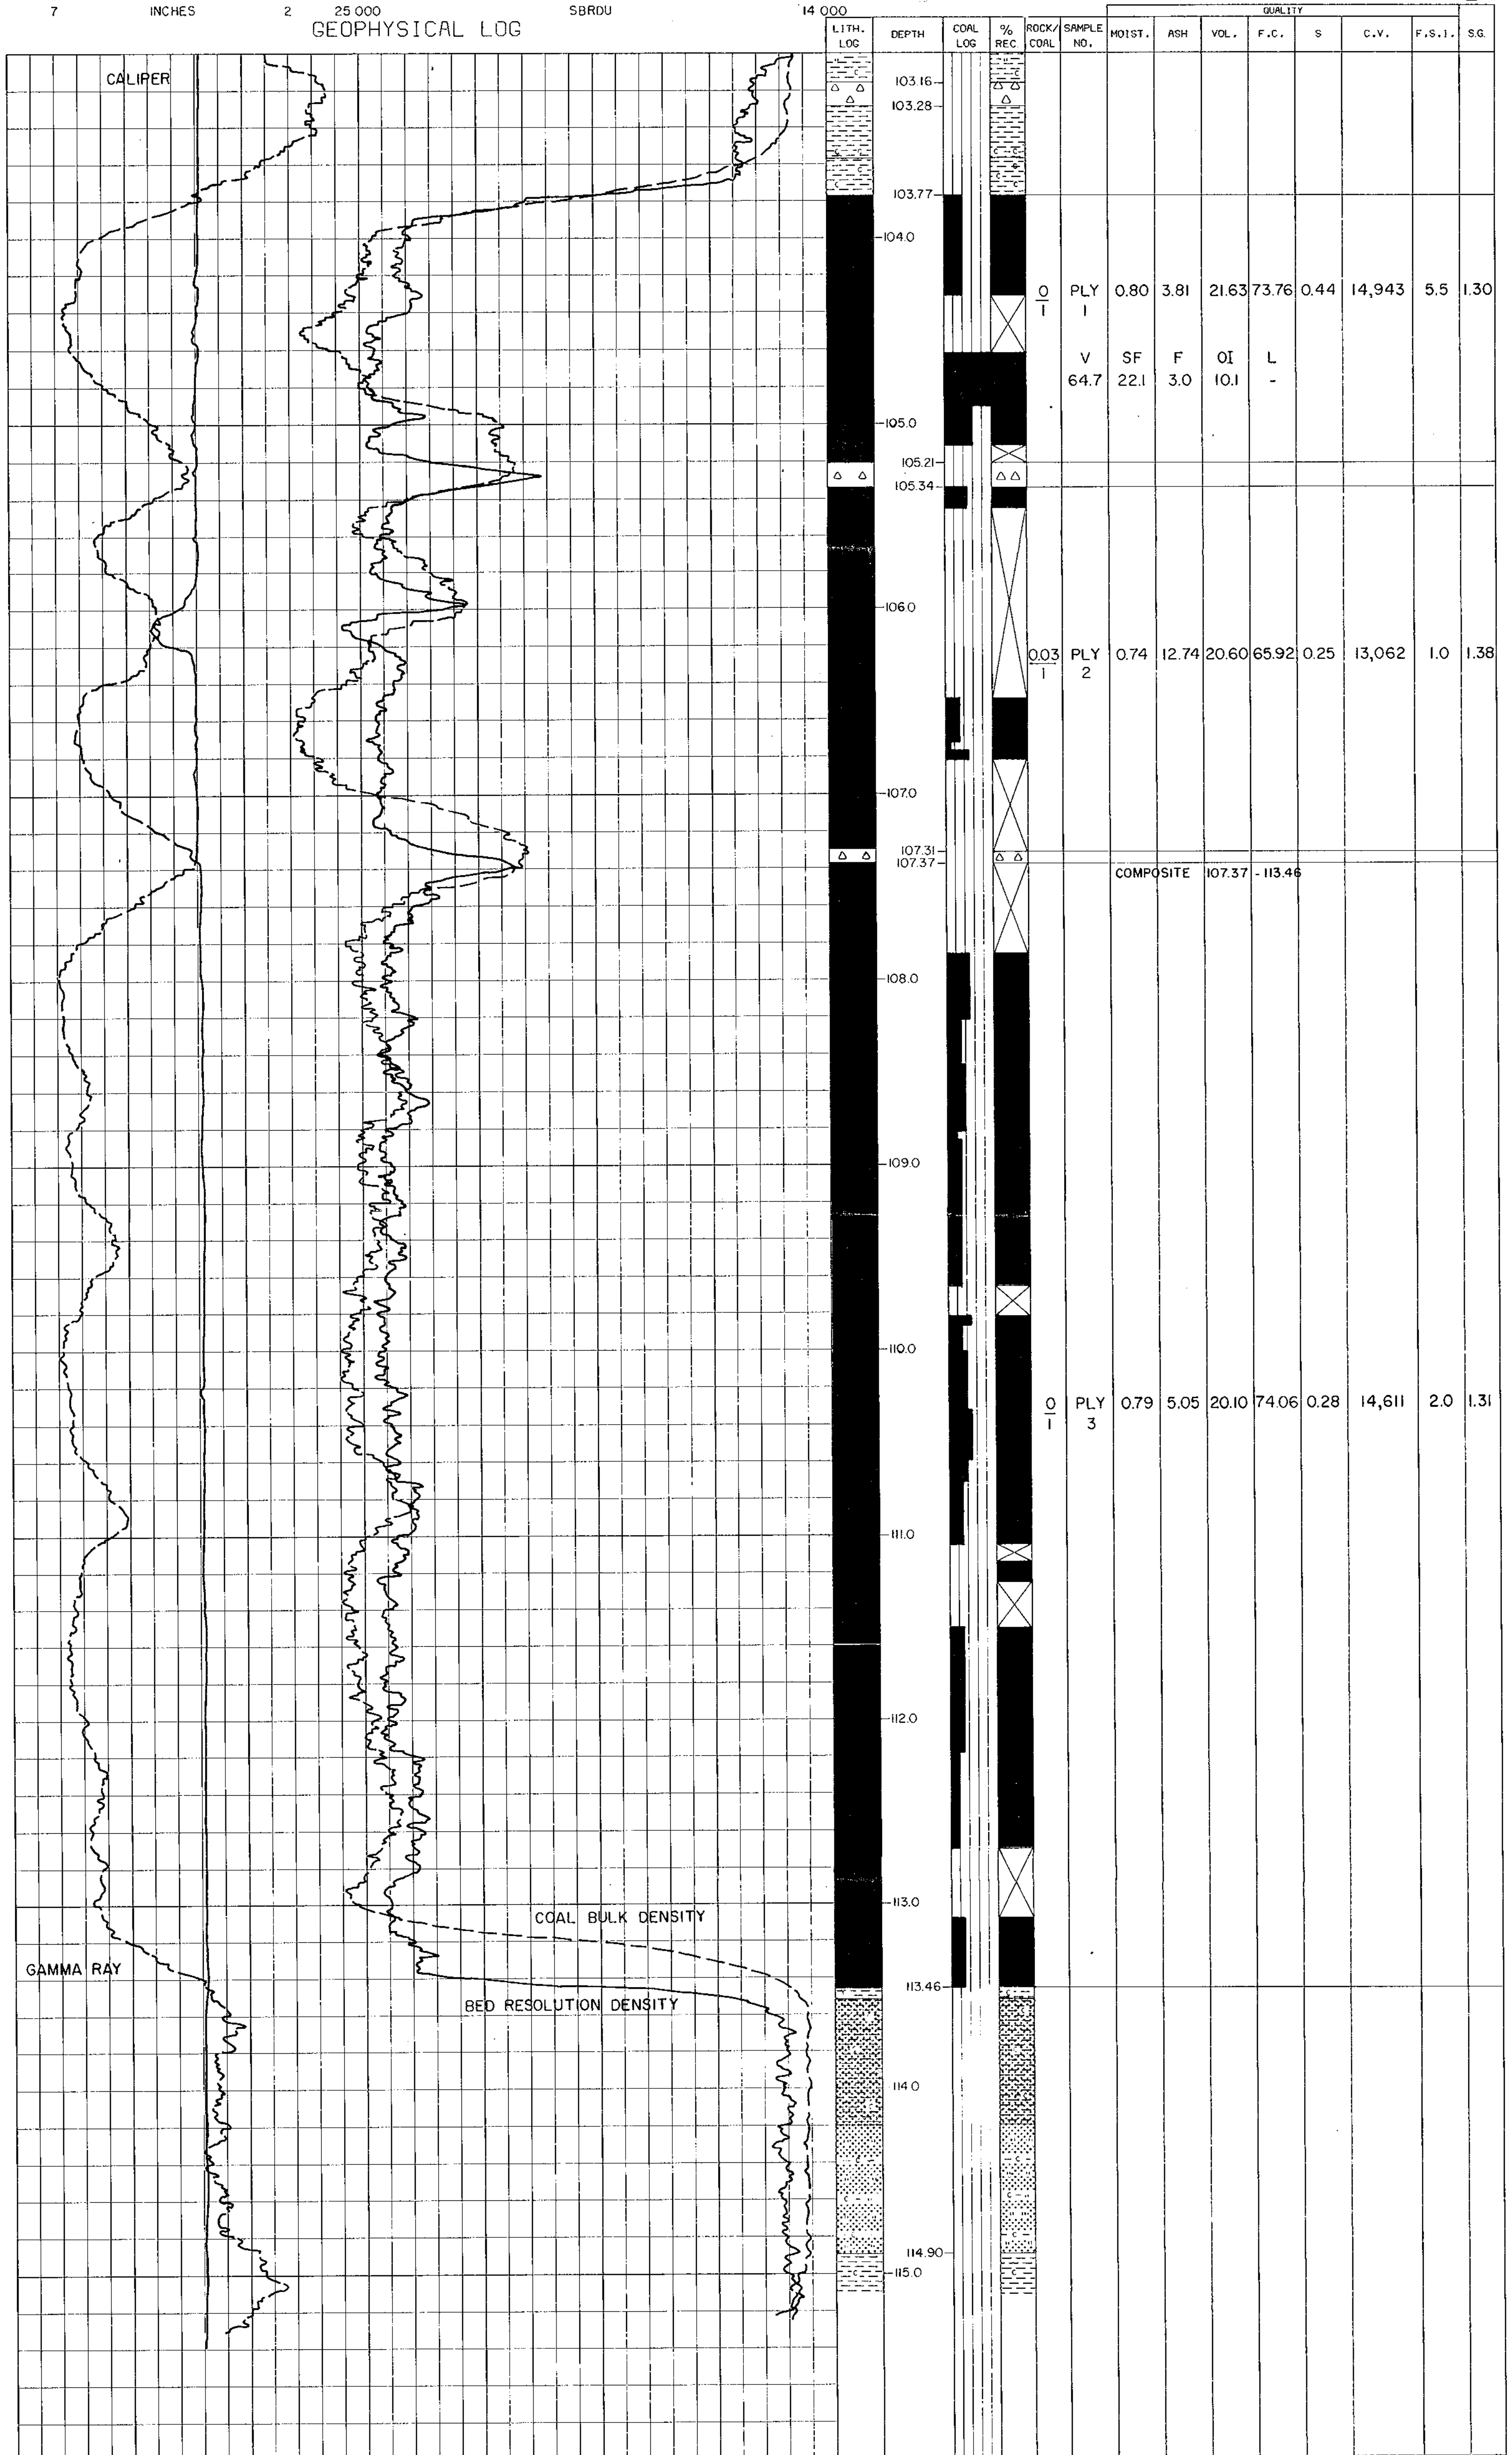 7 INCHES 2 25 000 SBRDU 14 000
GEOPHYSICAL LOG
QUALITY
LITH. LOG DEPTH COAL LOG % REC. ROCK/ COAL SAMPLE NO. MOIST. ASH VOL. F.C. S C.V. F.S.I. S.G.
CALIPER
103.16
103.28
103.77
104.0
0/1 PLY 1 0.80 3.81 21.63 73.76 0.44 14,943 5.5 1.30
V SF F OI L
64.7 22.1 3.0 10.1 -
105.0
105.21
105.34
106.0
0.03/1 PLY 2 0.74 12.74 20.60 65.92 0.25 13,062 1.0 1.38
107.0
107.31
107.37
COMPOSITE 107.37 - 113.46
108.0
109.0
110.0
0/1 PLY 3 0.79 5.05 20.10 74.06 0.28 14,611 2.0 1.31
111.0
112.0
113.0
COAL BULK DENSITY
GAMMA RAY
113.46
BED RESOLUTION DENSITY
114.0
114.90
115.0